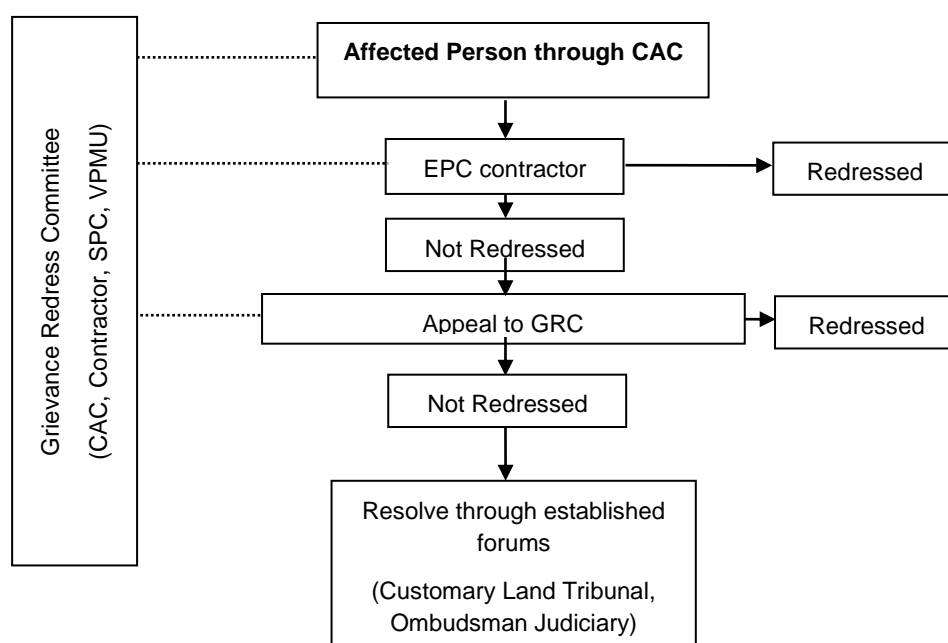 Grievance Redress Committee
(CAC, Contractor, SPC, VPMU)
Affected Person through CAC
EPC contractor
Redressed
Not Redressed
Appeal to GRC
Redressed
Not Redressed
Resolve through established
forums
(Customary Land Tribunal,
Ombudsman Judiciary)